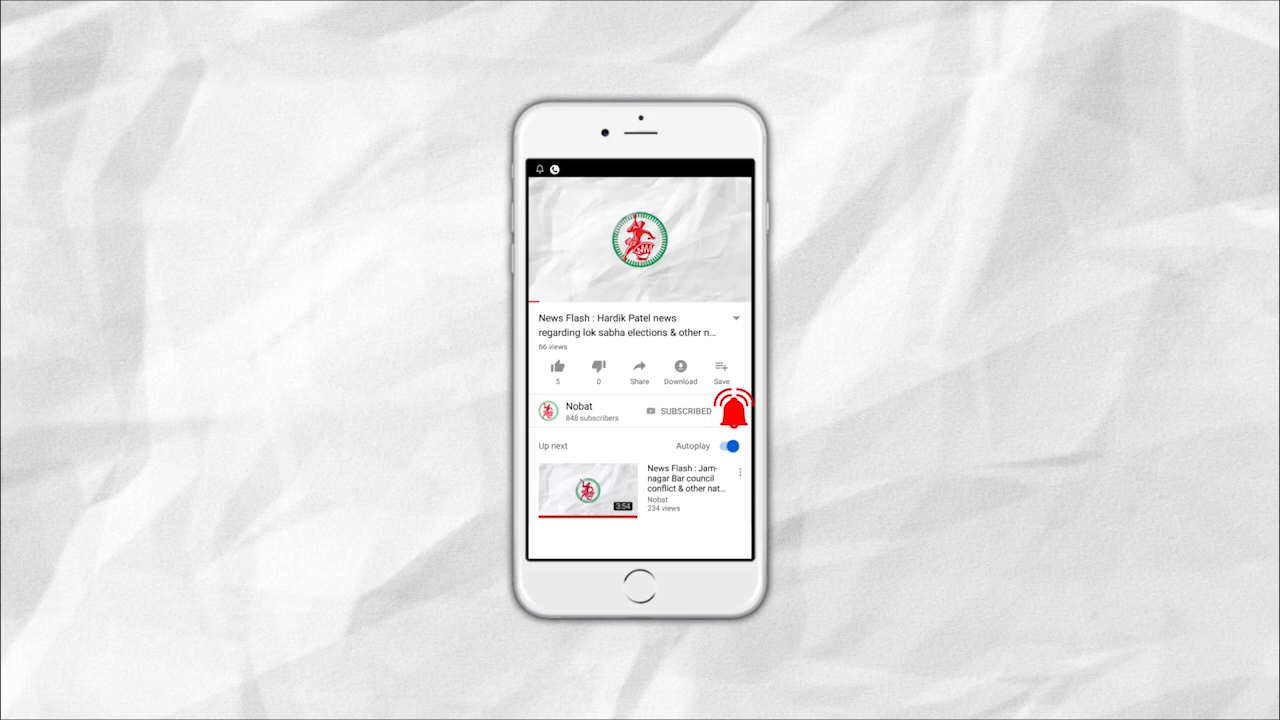 News Flash : Hardik Patel news
regarding lok sabha elections & other n...
66 views
5
0
Share
Download
Save
Nobat
848 subscribers
SUBSCRIBED
Up next
Autoplay
News Flash : Jam-
nagar Bar council
conflict & other nat...
Nobat
234 views
3:54